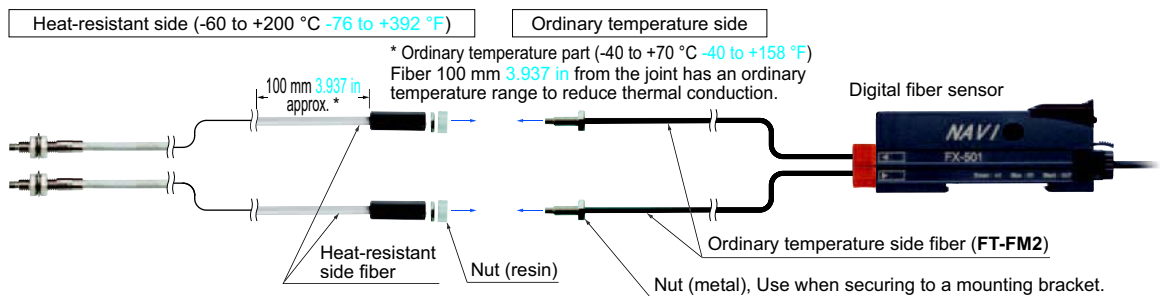 Heat-resistant side (-60 to +200 °C -76 to +392 °F)
Ordinary temperature side
* Ordinary temperature part (-40 to +70 °C -40 to +158 °F)
Fiber 100 mm 3.937 in from the joint has an ordinary
temperature range to reduce thermal conduction.
100 mm 3.937 in
approx. *
Digital fiber sensor
NAVI
FX-501
Heat-resistant
side fiber
Nut (resin)
Ordinary temperature side fiber (FT-FM2)
Nut (metal), Use when securing to a mounting bracket.